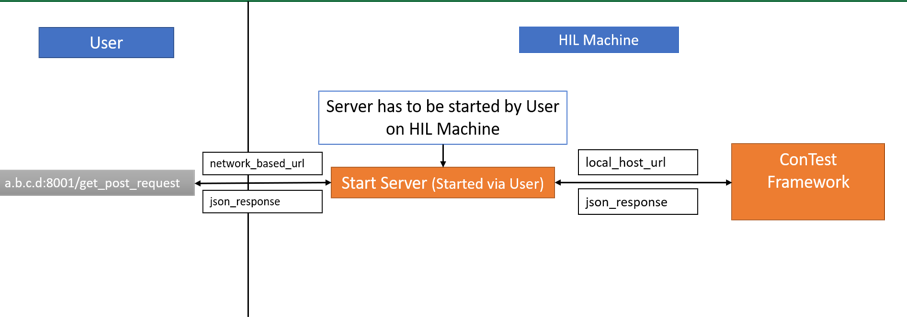 User
HIL Machine
Server has to be started by User
on HIL Machine
network_based_url
local_host_url
ConTest
Framework
a.b.c.d:8001/get_post_request
Start Server (Started via User)
json_response
json_response